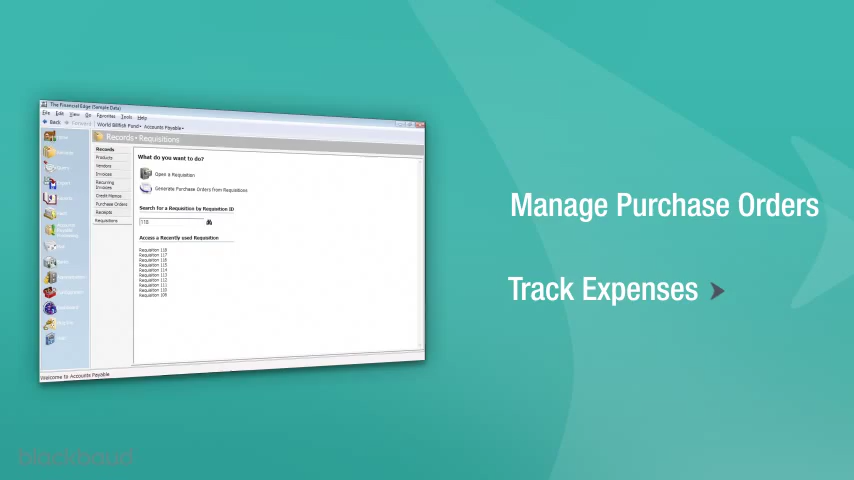 The Financial Edge (Sample Data)
File Edit View Go Favorites Tools Help
Back Forward World Billfish Fund Accounts Payable
Records Requisitions
Records
Products
Vendors
Invoices
Recurring
Invoices
Credit Memos
Purchase Orders
Receipts
Requisitions
What do you want to do?
Open a Requisition
Generate Purchase Orders from Requisitions
Search for a Requisition by Requisition ID
118
Access a Recently used Requisition
Requisition 118
Requisition 117
Requisition 116
Requisition 115
Requisition 114
Requisition 113
Requisition 112
Requisition 111
Requisition 110
Requisition 109
Welcome to Accounts Payable
Manage Purchase Orders
Track Expenses
blackbaud